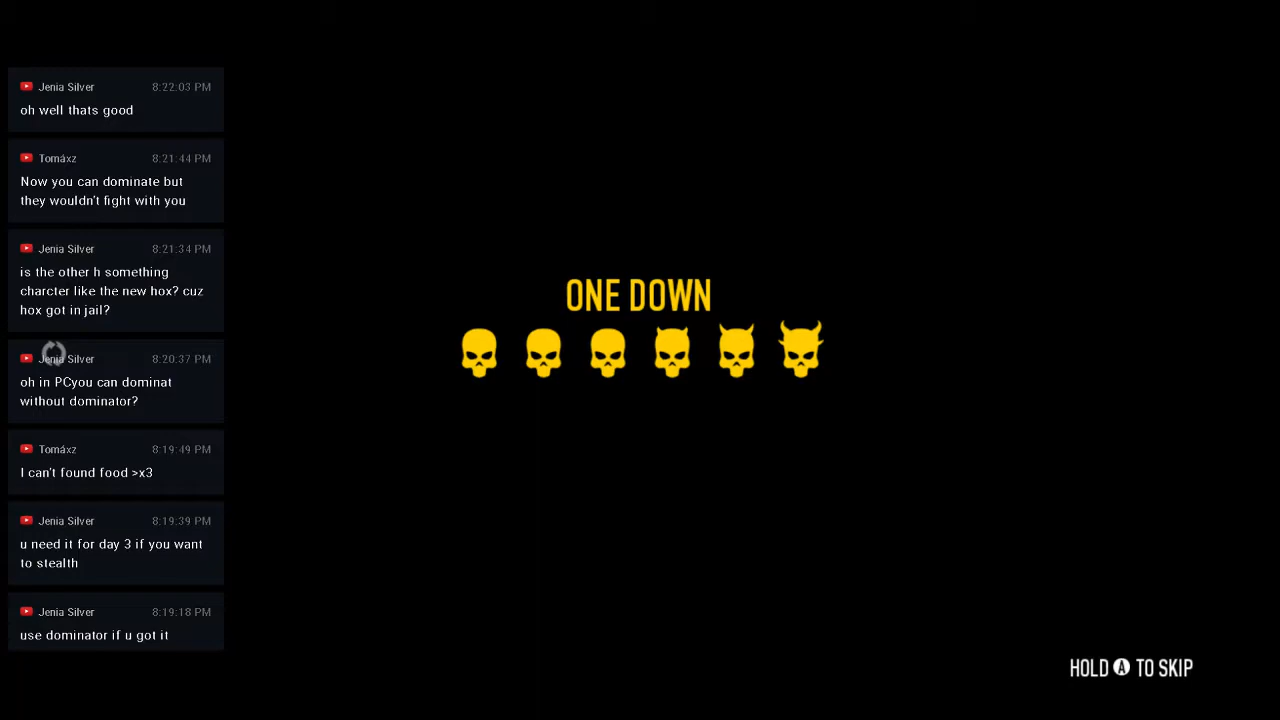 Jenia Silver 8:22:03 PM
oh well thats good
Tomáxz 8:21:44 PM
Now you can dominate but
they wouldn't fight with you
Jenia Silver 8:21:34 PM
is the other h something
charcter like the new hox? cuz
hox got in jail?
Jenia Silver 8:20:37 PM
oh in PCyou can dominat
without dominator?
Tomáxz 8:19:49 PM
I can't found food >x3
Jenia Silver 8:19:39 PM
u need it for day 3 if you want
to stealth
Jenia Silver 8:19:18 PM
use dominator if u got it
ONE DOWN
HOLD A TO SKIP